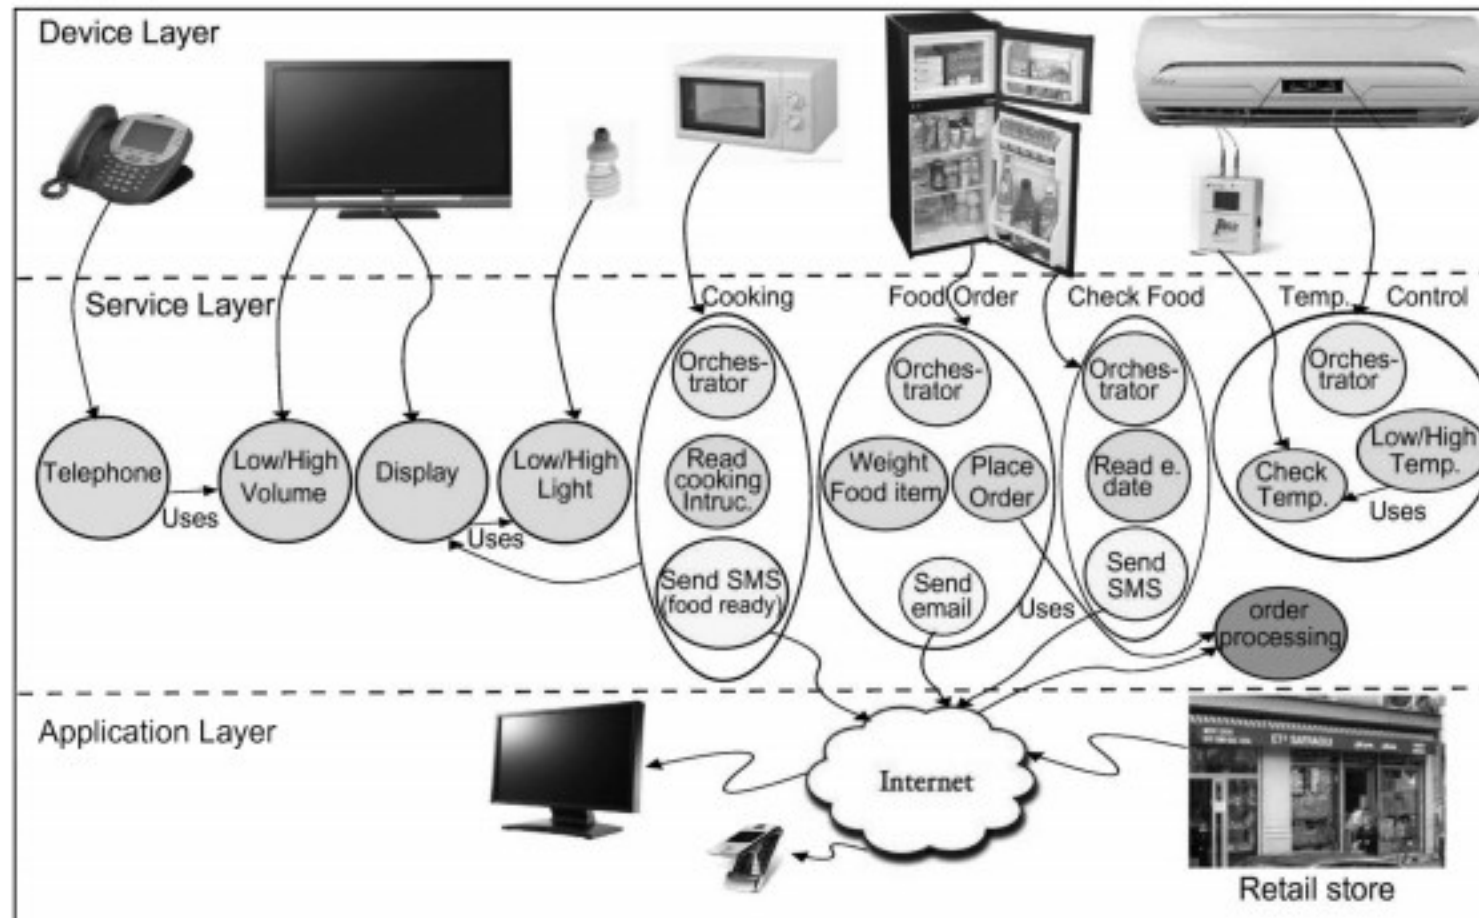 Device Layer
Service Layer
Cooking
Food Order
Check Food
Temp.
Control
Orches-
trator
Orches-
trator
Orches-
trator
Orches-
trator
Telephone
Uses
Low/High
Volume
Display
Uses
Low/High
Light
Read
cooking
Intruc.
Weight
Food item
Place
Order
Read e.
date
Check
Temp.
Low/High
Temp.
Uses
Send SMS
(food ready)
Send
email
Uses
Send
SMS
order
processing
Application Layer
Internet
Retail store